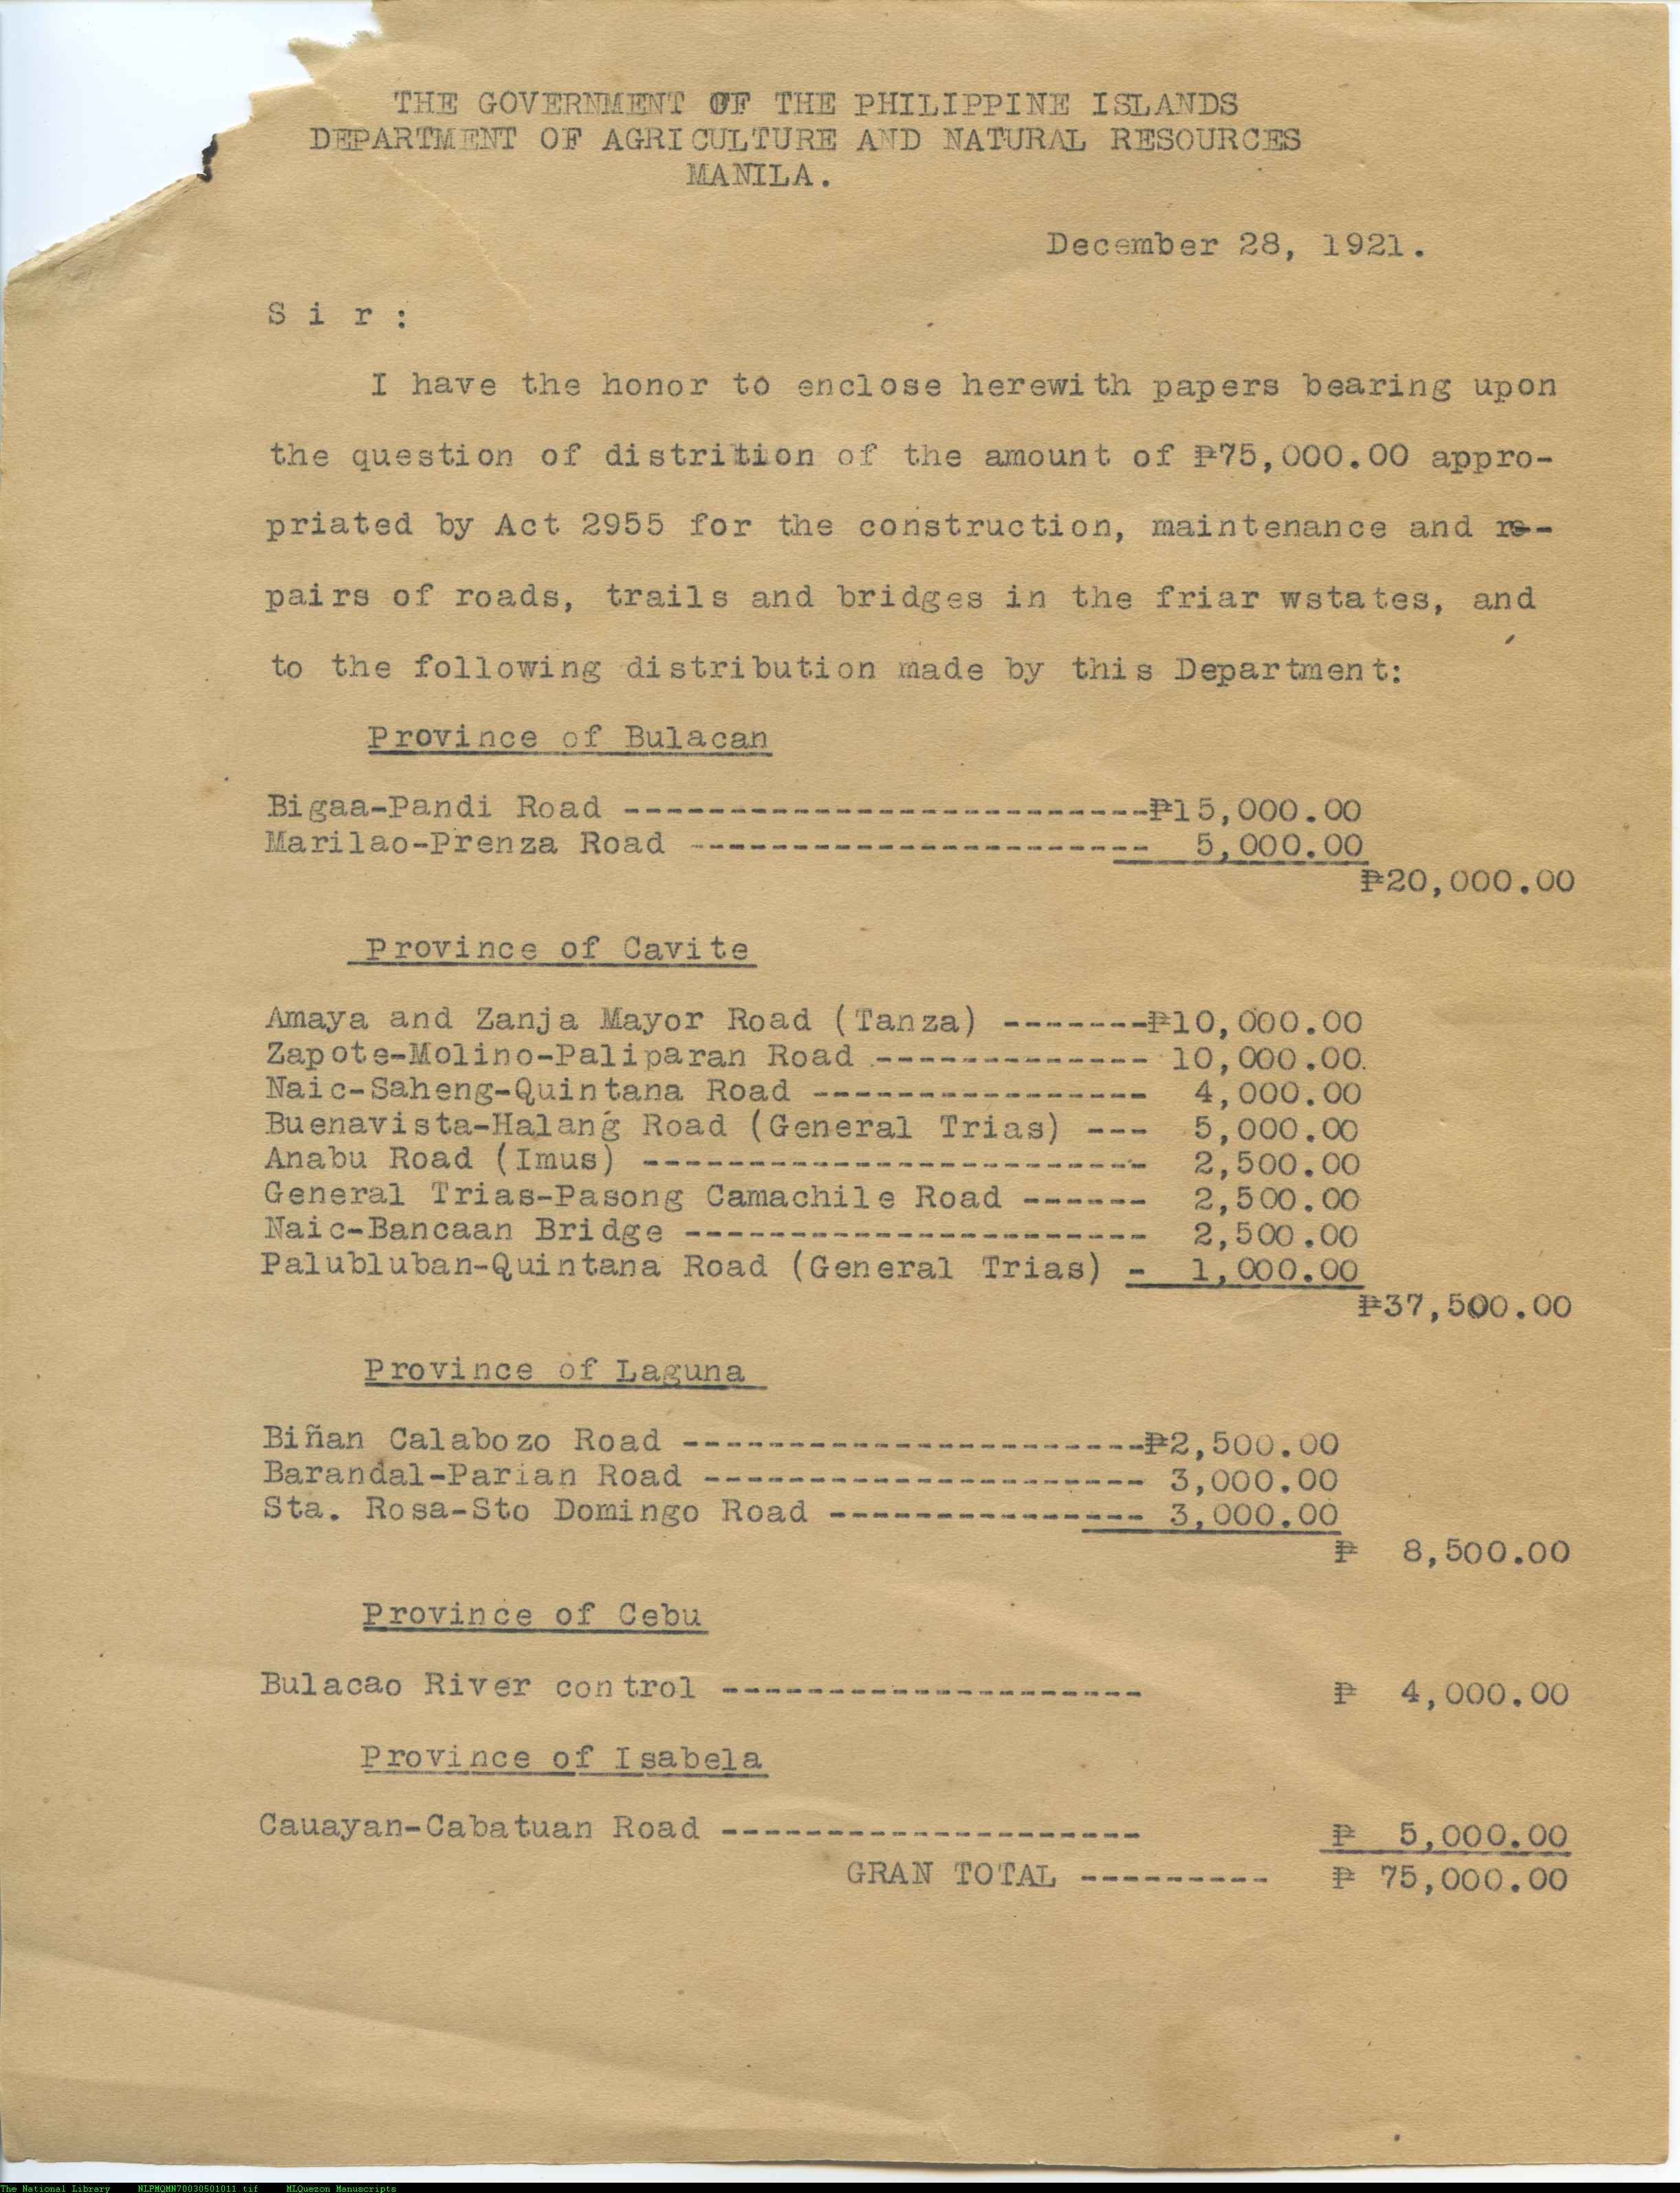 THE GOVERNMENT OF THE PHILIPPINE ISLANDS
DEPARTMENT OF AGRICULTURE AND NATURAL RESOURCES
MANILA.
December 28, 1921.
S i r :
I have the honor to enclose herewith papers bearing upon
the question of distrition of the amount of ₱75,000.00 appro-
priated by Act 2955 for the construction, maintenance and re-
pairs of roads, trails and bridges in the friar wstates, and
to the following distribution made by this Department:
Province of Bulacan
Bigaa-Pandi Road -------------------------₱15,000.00
Marilao-Prenza Road ---------------------- 5,000.00
₱20,000.00
Province of Cavite
Amaya and Zanja Mayor Road (Tanza) -------₱10,000.00
Zapote-Molino-Paliparan Road ------------- 10,000.00.
Naic-Saheng-Quintana Road ---------------- 4,000.00
Buenavista-Halang Road (General Trias) --- 5,000.00
Anabu Road (Imus) ------------------------ 2,500.00
General Trias-Pasong Camachile Road ------ 2,500.00
Naic-Bancaan Bridge ---------------------- 2,500.00
Palubluban-Quintana Road (General Trias) - 1,000.00
₱37,500.00
Province of Laguna
Biñan Calabozo Road ----------------------₱2,500.00
Barandal-Parian Road --------------------- 3,000.00
Sta. Rosa-Sto Domingo Road --------------- 3,000.00
₱ 8,500.00
Province of Cebu
Bulacao River control -------------------- ₱ 4,000.00
Province of Isabela
Cauayan-Cabatuan Road -------------------- ₱ 5,000.00
GRAN TOTAL --------- ₱ 75,000.00
The National Library NLPMQMN70030501011.tif MLQuezon Manuscripts